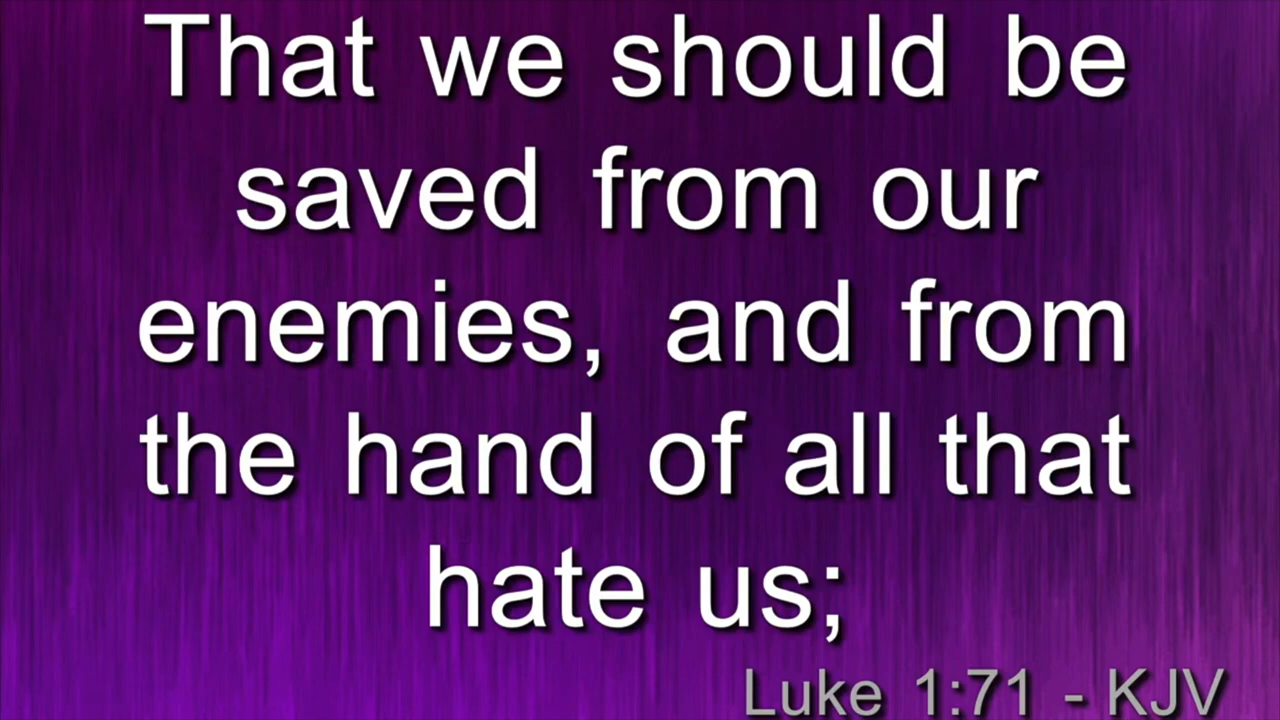 That we should be
saved from our
enemies, and from
the hand of all that
hate us;
Luke 1:71 - KJV